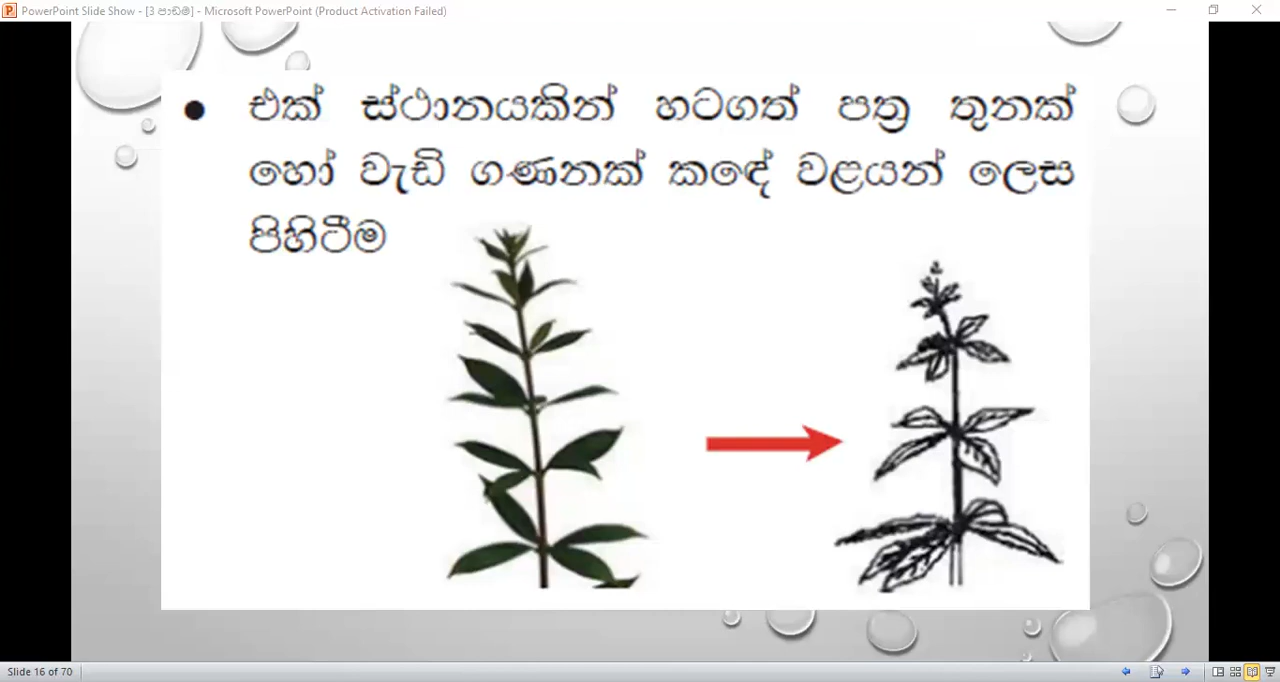 PowerPoint Slide Show - [3 පාඩම] - Microsoft PowerPoint (Product Activation Failed)
එක් ස්ථානයකින් හටගත් පත්‍ර තුනක්
හෝ වැඩි ගණනක් කඳේ වළයන් ලෙස
පිහිටීම
Slide 16 of 70